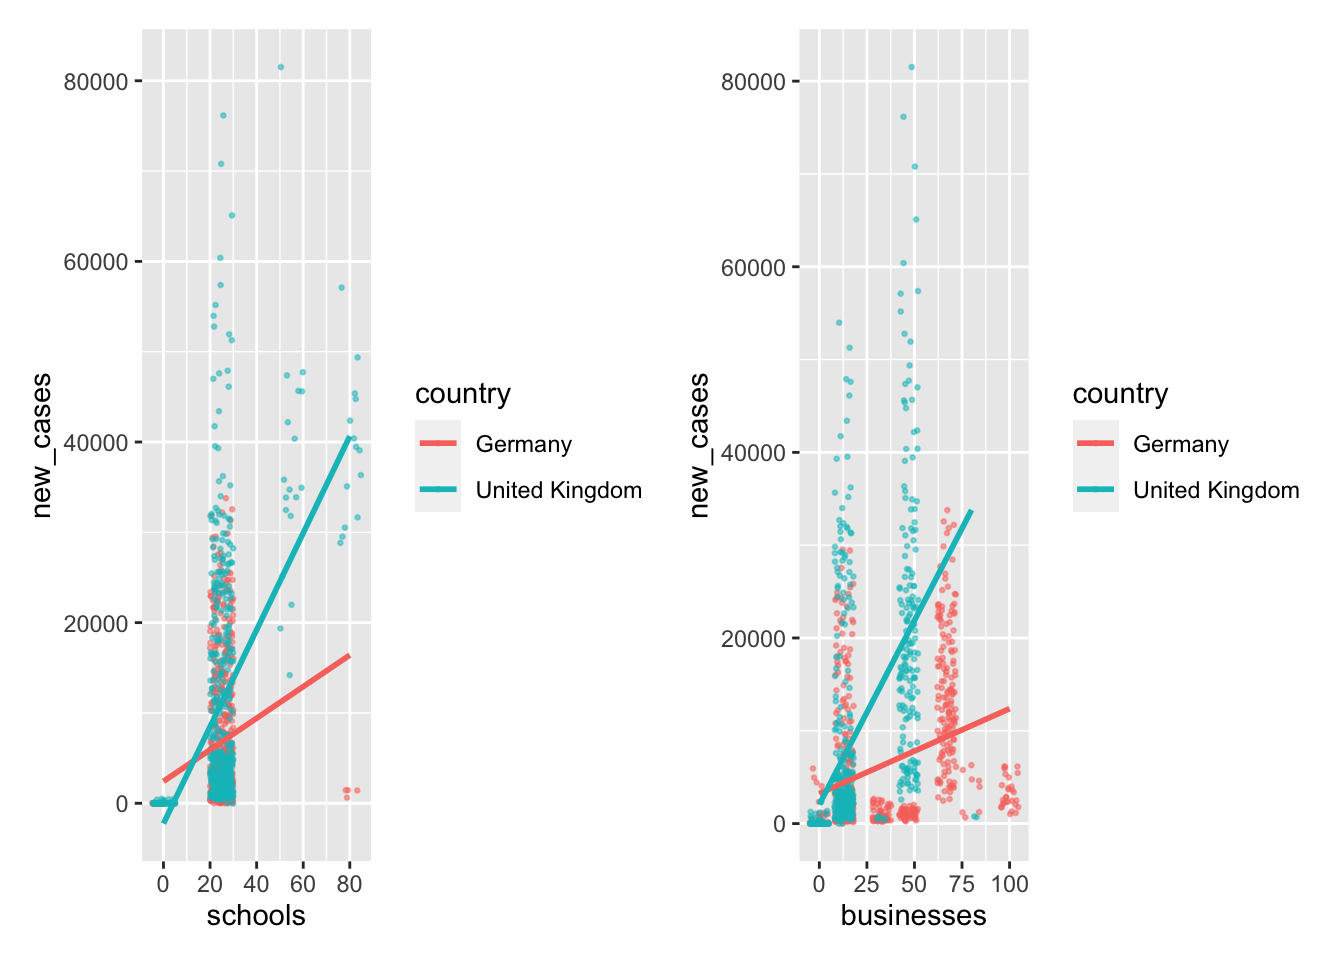 80000
60000
40000
20000
0
new_cases
0 20 40 60 80
schools
country
Germany
United Kingdom
80000
60000
40000
20000
0
new_cases
0 25 50 75 100
businesses
country
Germany
United Kingdom